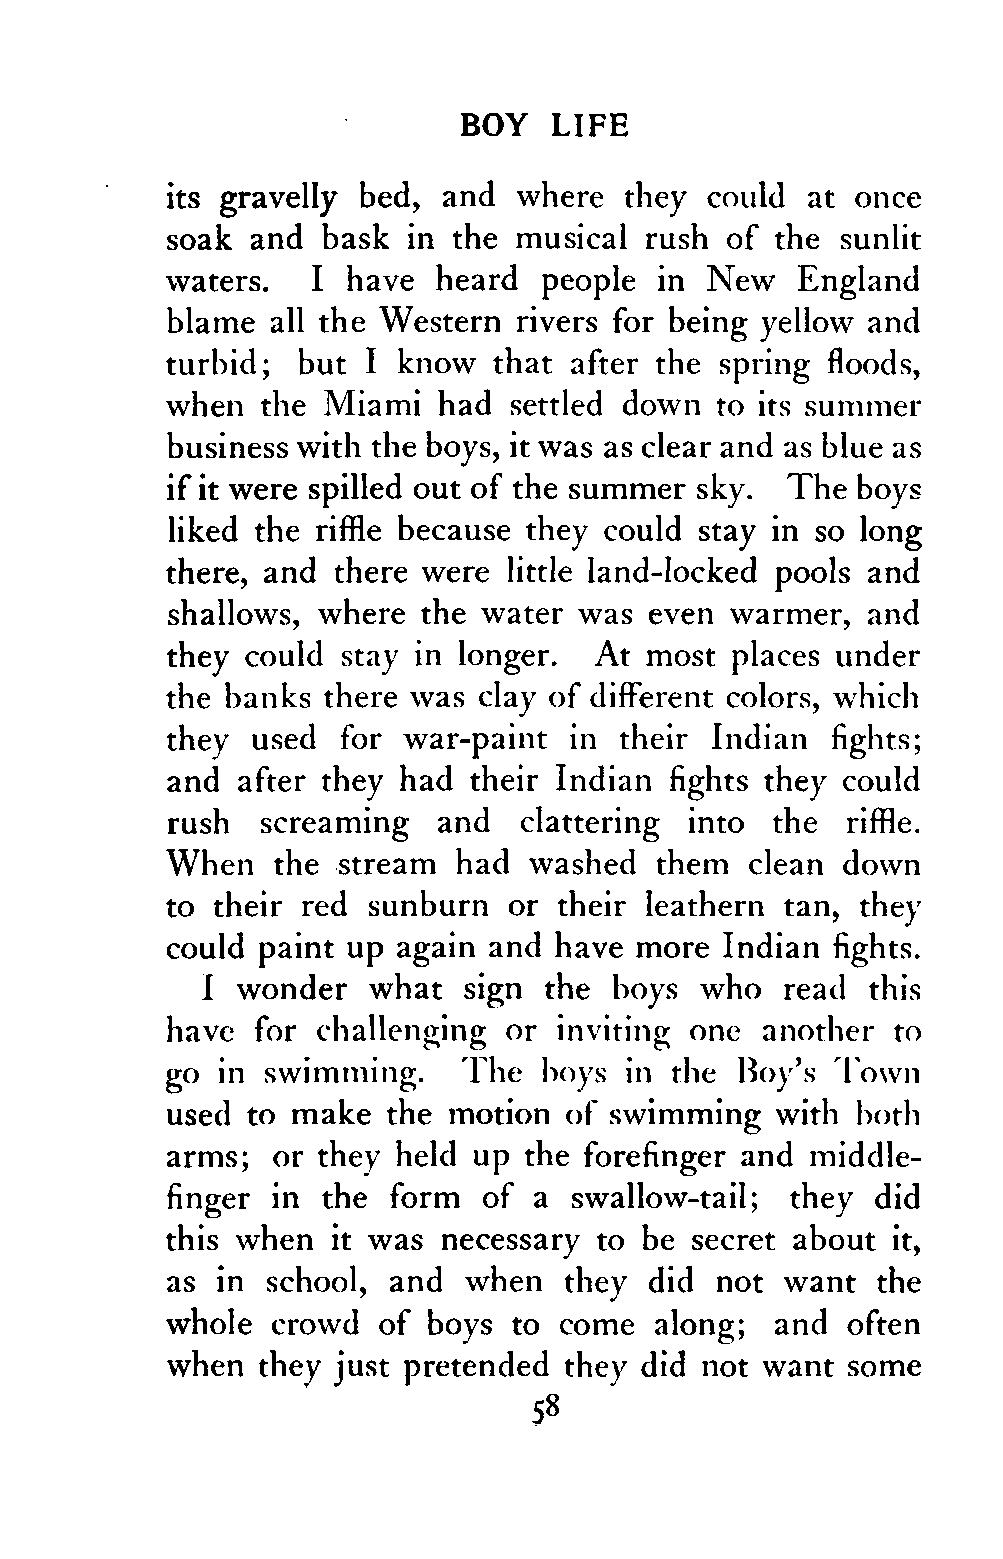 BOY LIFE
its gravelly bed, and where they could at once
soak and bask in the musical rush of the sunlit
waters. I have heard people in New England
blame all the Western rivers for being yellow and
turbid; but I know that after the spring floods,
when the Miami had settled down to its summer
business with the boys, it was as clear and as blue as
if it were spilled out of the summer sky. The boys
liked the riffle because they could stay in so long
there, and there were little land-locked pools and
shallows, where the water was even warmer, and
they could stay in longer. At most places under
the banks there was clay of different colors, which
they used for war-paint in their Indian fights;
and after they had their Indian fights they could
rush screaming and clattering into the riffle.
When the stream had washed them clean down
to their red sunburn or their leathern tan, they
could paint up again and have more Indian fights.
I wonder what sign the boys who read this
have for challenging or inviting one another to
go in swimming. The boys in the Boy's Town
used to make the motion of swimming with both
arms; or they held up the forefinger and middle-
finger in the form of a swallow-tail; they did
this when it was necessary to be secret about it,
as in school, and when they did not want the
whole crowd of boys to come along; and often
when they just pretended they did not want some
58